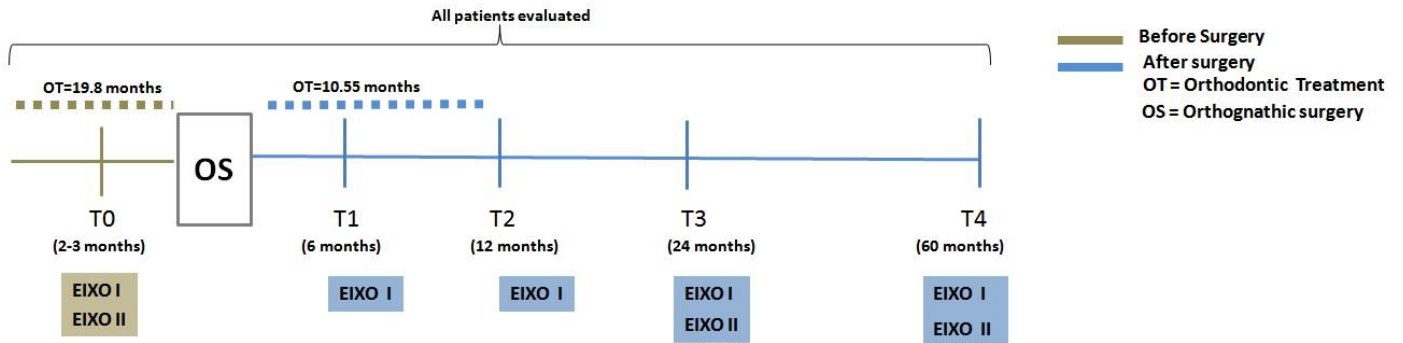 All patients evaluated
Before Surgery
After surgery
OT = Orthodontic Treatment
OS = Orthognathic surgery
OT=19.8 months
OT=10.55 months
OS
T0
T1
T2
T3
T4
(2-3 months)
(6 months)
(12 months)
(24 months)
(60 months)
EIXO I
EIXO II
EIXO I
EIXO I
EIXO I
EIXO II
EIXO I
EIXO II